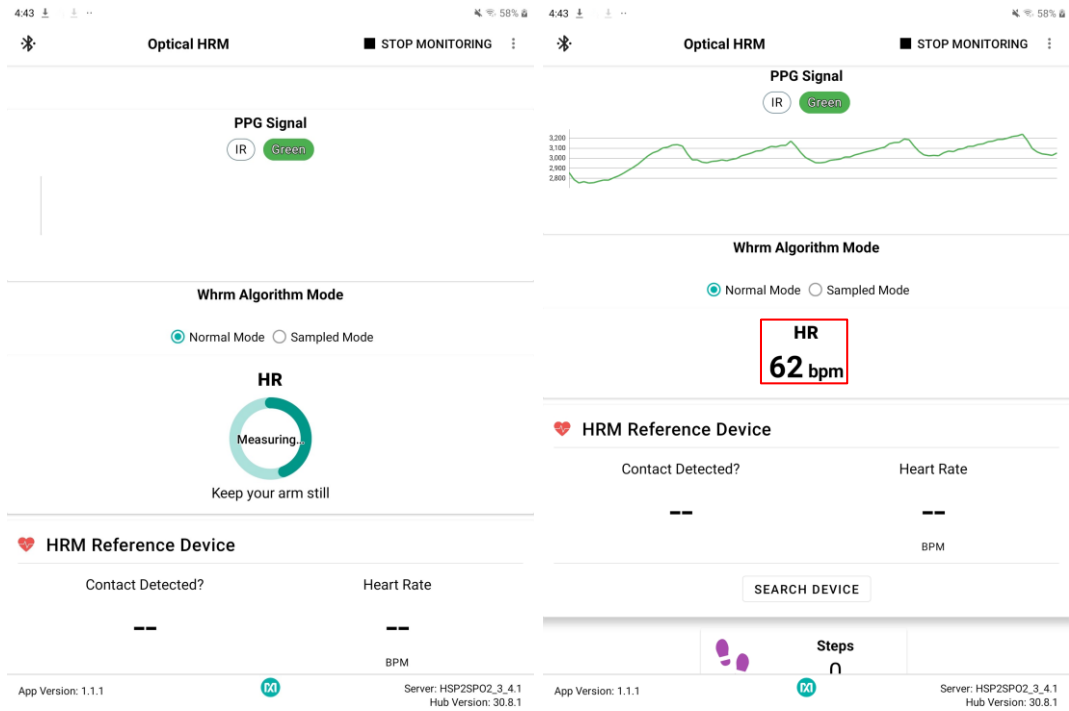 4:43
58%
Optical HRM
STOP MONITORING
PPG Signal
IR
Green
Whrm Algorithm Mode
Normal Mode
Sampled Mode
HR
Measuring...
Keep your arm still
HRM Reference Device
Contact Detected?
Heart Rate
--
--
BPM
App Version: 1.1.1
Server: HSP2SPO2_3_4.1
Hub Version: 30.8.1
4:43
58%
Optical HRM
STOP MONITORING
PPG Signal
IR
Green
3,200
3,100
3,000
2,900
2,800
Whrm Algorithm Mode
Normal Mode
Sampled Mode
HR
62 bpm
HRM Reference Device
Contact Detected?
Heart Rate
--
--
BPM
SEARCH DEVICE
Steps
0
App Version: 1.1.1
Server: HSP2SPO2_3_4.1
Hub Version: 30.8.1